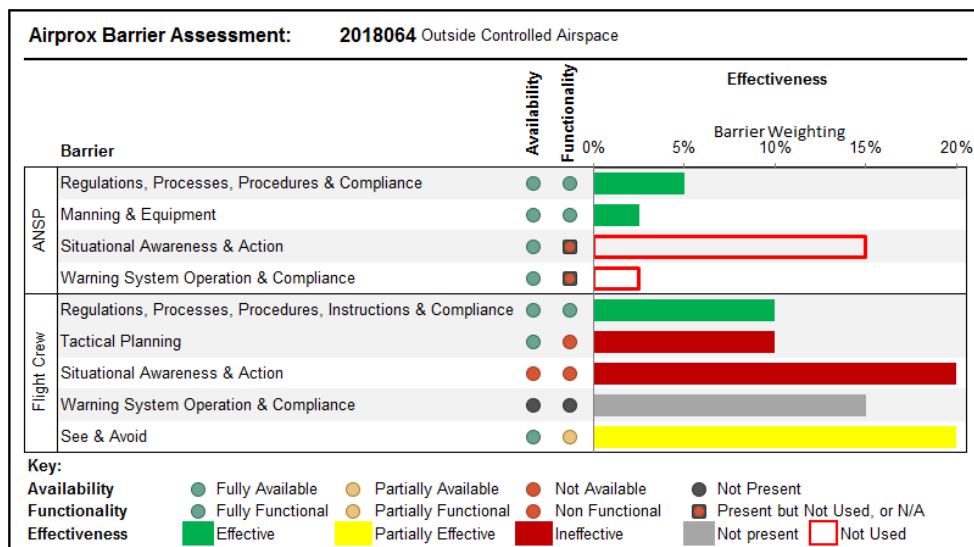 Airprox Barrier Assessment: 2018064 Outside Controlled Airspace
Availability
Functionality
Effectiveness
Barrier Weighting
Barrier
0% 5% 10% 15% 20%
ANSP
Regulations, Processes, Procedures & Compliance
Manning & Equipment
Situational Awareness & Action
Warning System Operation & Compliance
Flight Crew
Regulations, Processes, Procedures, Instructions & Compliance
Tactical Planning
Situational Awareness & Action
Warning System Operation & Compliance
See & Avoid
Key:
Availability Fully Available Partially Available Not Available Not Present
Functionality Fully Functional Partially Functional Non Functional Present but Not Used, or N/A
Effectiveness Effective Partially Effective Ineffective Not present Not Used